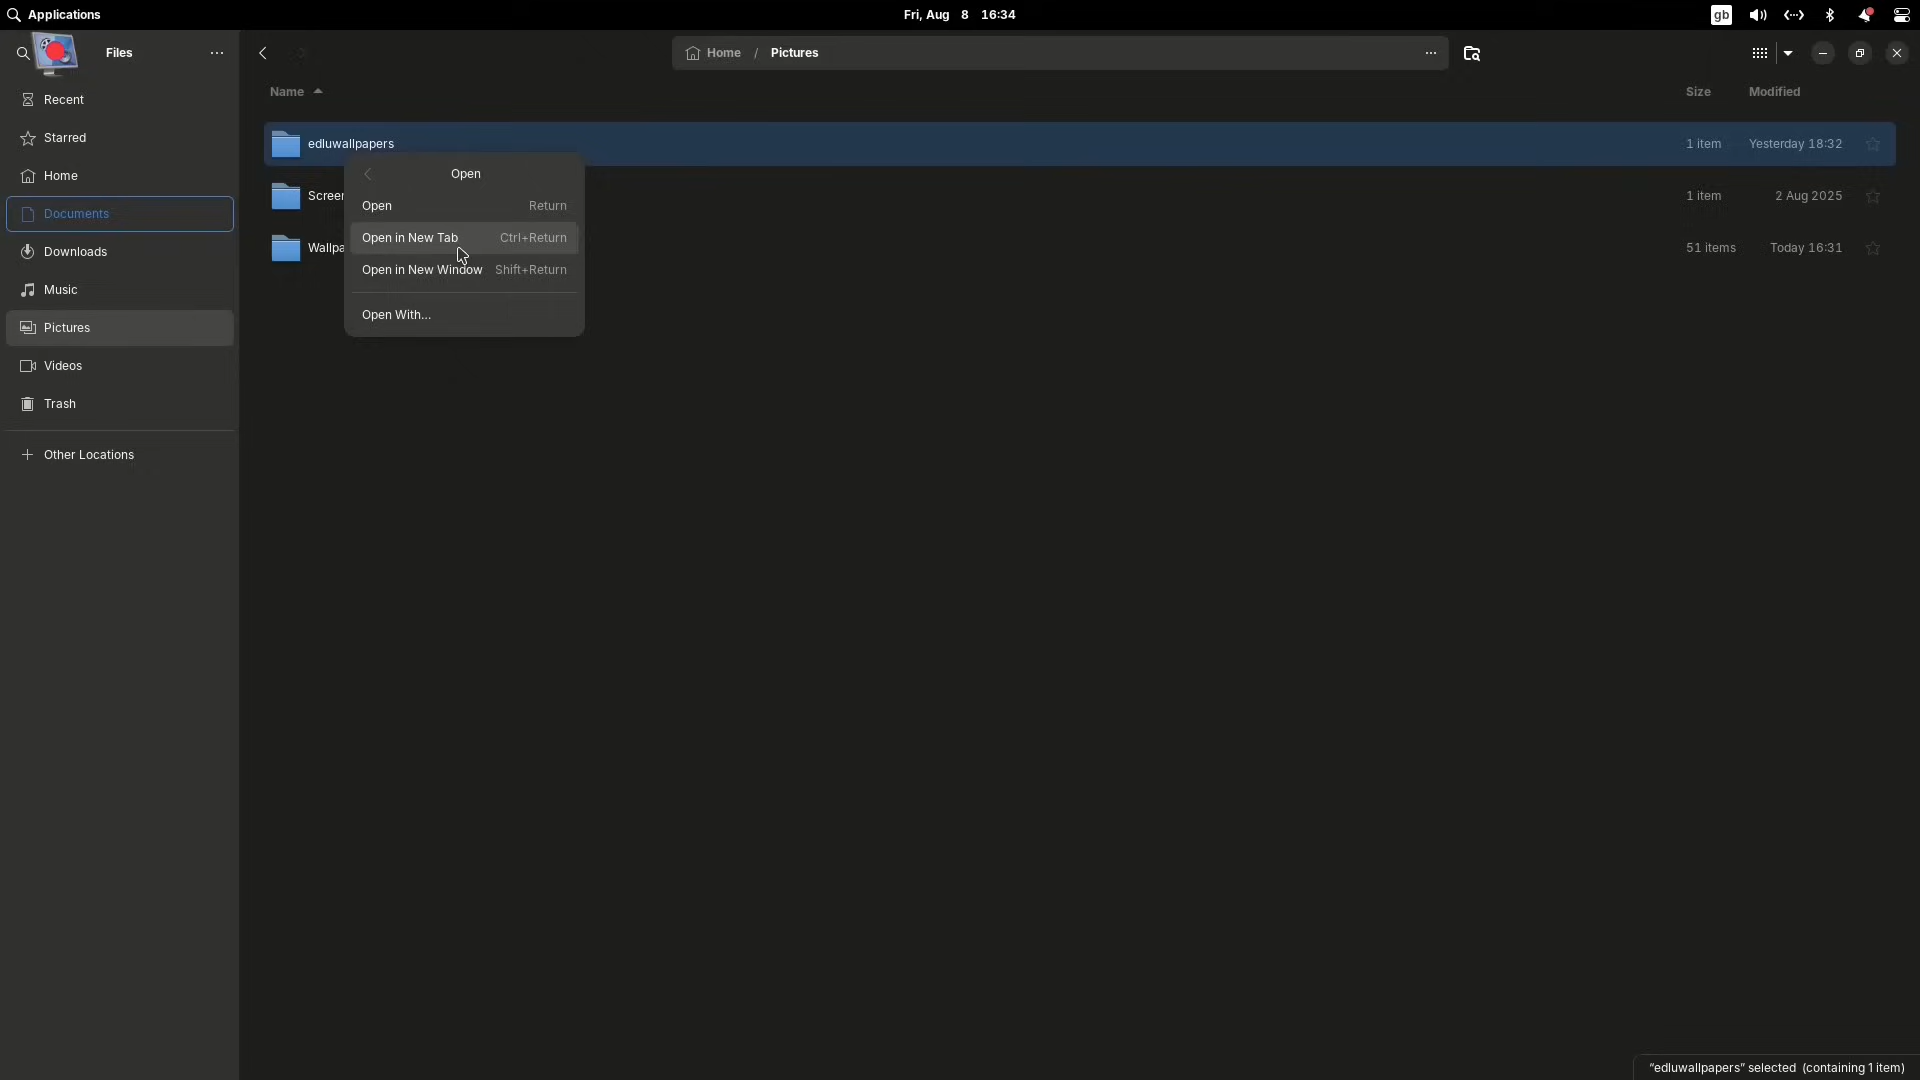 Applications
Fri, Aug 8 16:34
gb
Files
Home / Pictures
Recent
Starred
Home
Documents
Downloads
Music
Pictures
Videos
Trash
Other Locations
Name
Size
Modified
edluwallpapers
1 item
Yesterday 18:32
Screen
1 item
2 Aug 2025
Wallpa
51 items
Today 16:31
Open
Open
Return
Open in New Tab
Ctrl+Return
Open in New Window
Shift+Return
Open With…
“edluwallpapers” selected (containing 1 item)